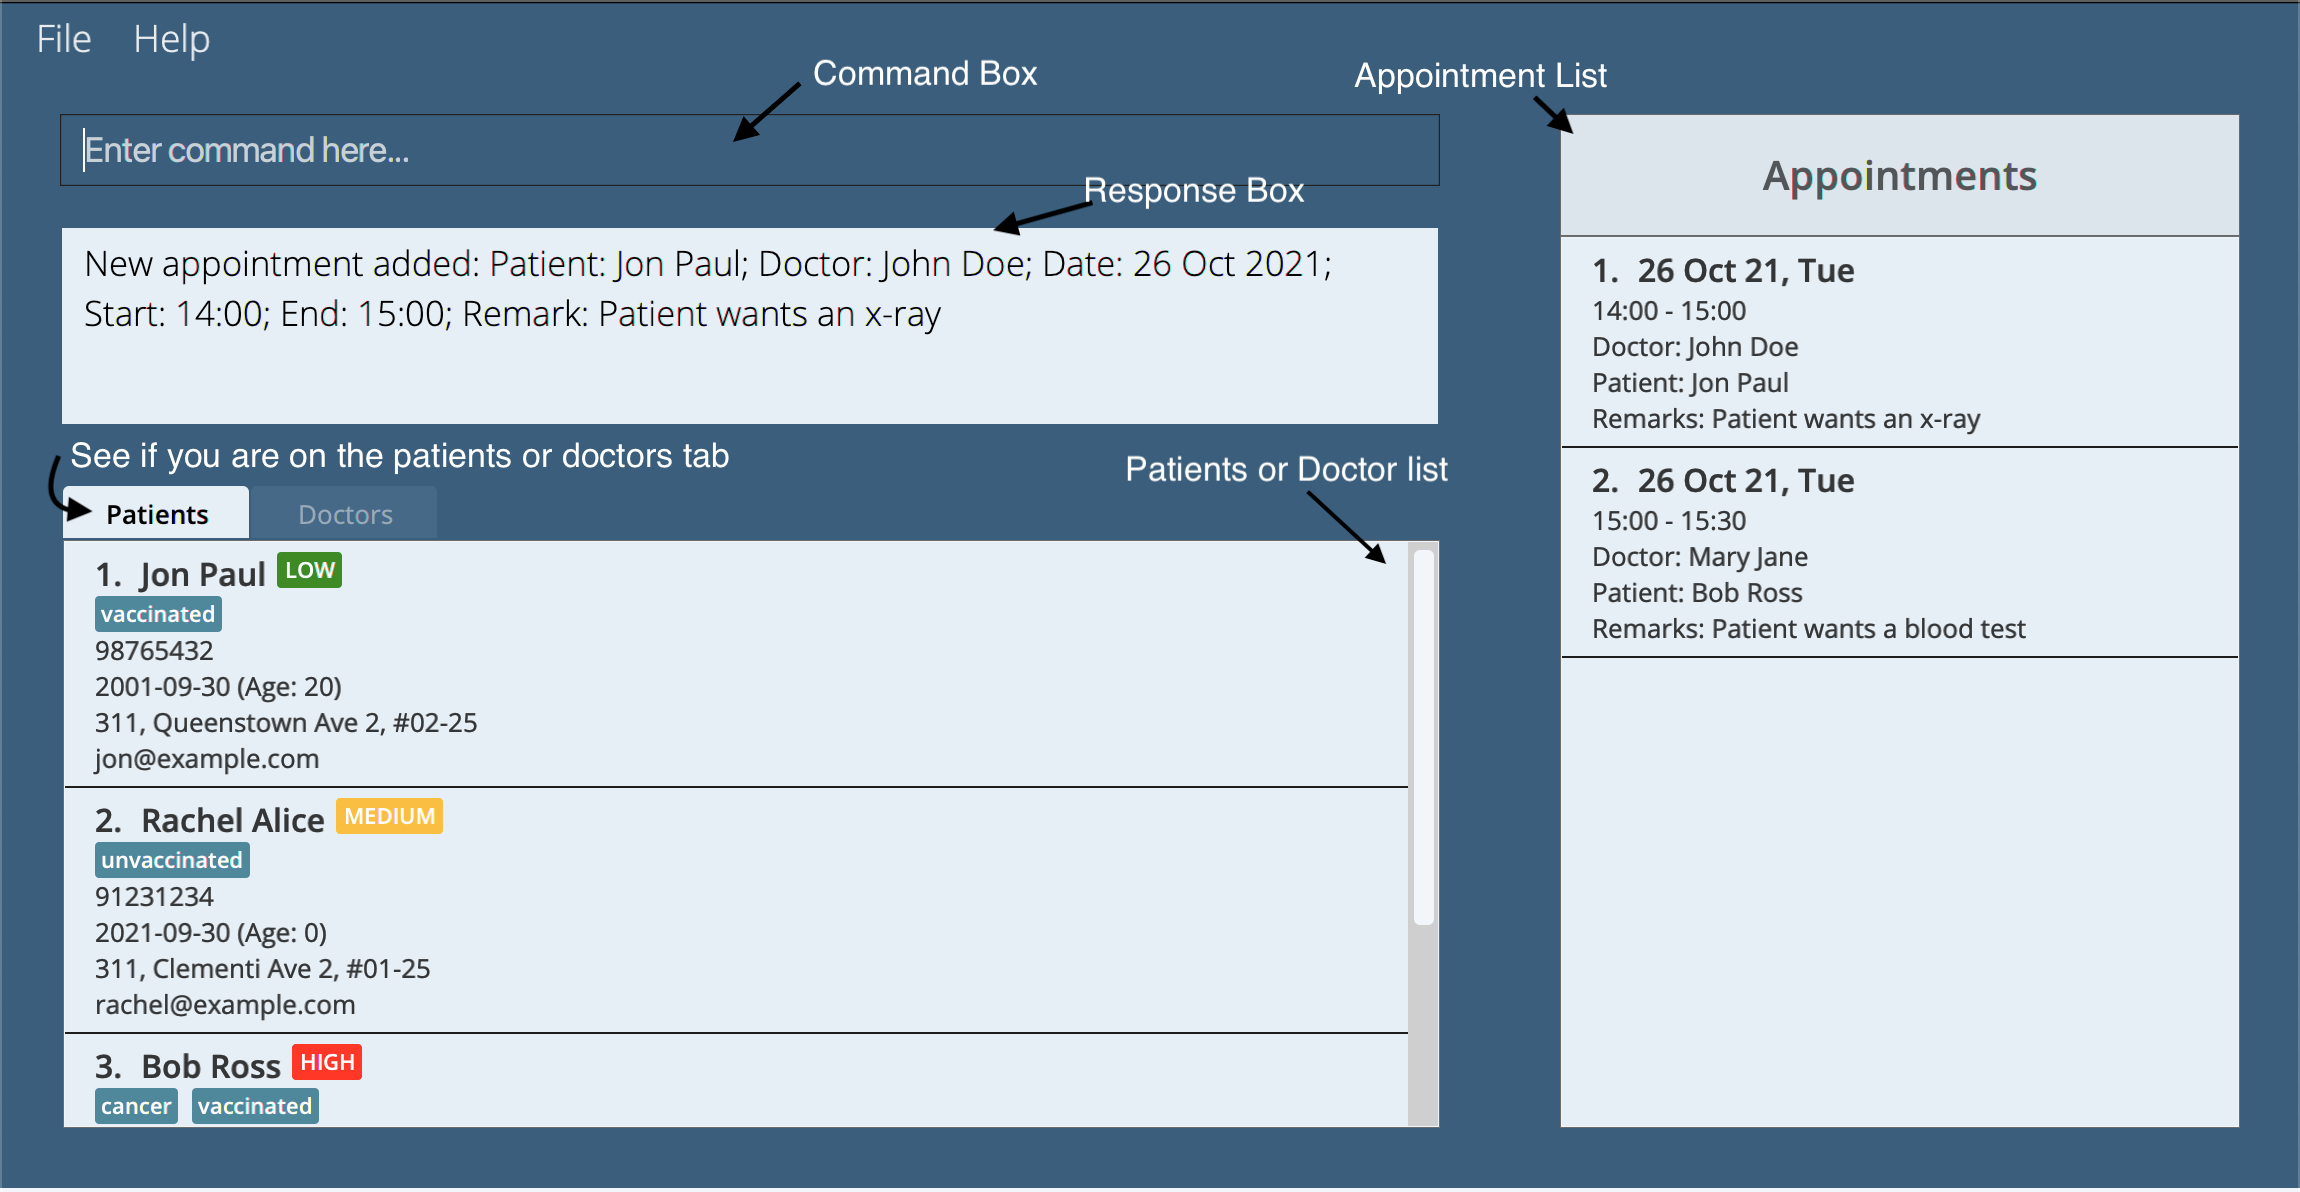 File Help
Command Box
Appointment List
Enter command here...
Response Box
New appointment added: Patient: Jon Paul; Doctor: John Doe; Date: 26 Oct 2021;
Start: 14:00; End: 15:00; Remark: Patient wants an x-ray
See if you are on the patients or doctors tab
Patients or Doctor list
Patients Doctors
1. Jon Paul LOW
vaccinated
98765432
2001-09-30 (Age: 20)
311, Queenstown Ave 2, #02-25
jon@example.com
2. Rachel Alice MEDIUM
unvaccinated
91231234
2021-09-30 (Age: 0)
311, Clementi Ave 2, #01-25
rachel@example.com
3. Bob Ross HIGH
cancer vaccinated
Appointments
1. 26 Oct 21, Tue
14:00 - 15:00
Doctor: John Doe
Patient: Jon Paul
Remarks: Patient wants an x-ray
2. 26 Oct 21, Tue
15:00 - 15:30
Doctor: Mary Jane
Patient: Bob Ross
Remarks: Patient wants a blood test